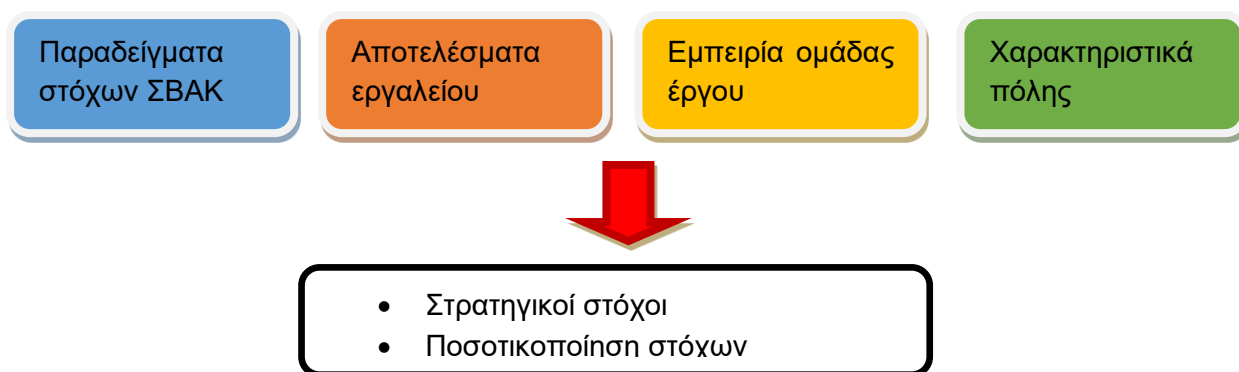 Παραδείγματα
στόχων ΣΒΑΚ
Αποτελέσματα
εργαλείου
Εμπειρία ομάδας
έργου
Χαρακτηριστικά
πόλης
• Στρατηγικοί στόχοι
• Ποσοτικοποίηση στόχων